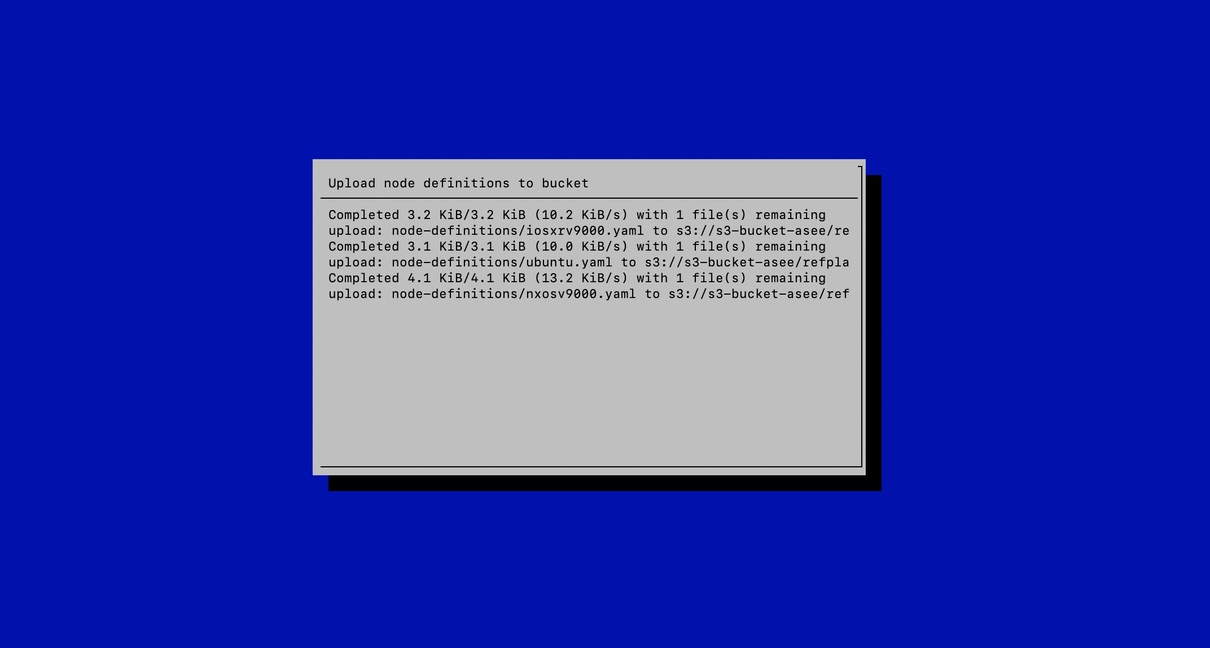 Upload node definitions to bucket
Completed 3.2 KiB/3.2 KiB (10.2 KiB/s) with 1 file(s) remaining
upload: node-definitions/iosxrv9000.yaml to s3://s3-bucket-asee/re
Completed 3.1 KiB/3.1 KiB (10.0 KiB/s) with 1 file(s) remaining
upload: node-definitions/ubuntu.yaml to s3://s3-bucket-asee/refpla
Completed 4.1 KiB/4.1 KiB (13.2 KiB/s) with 1 file(s) remaining
upload: node-definitions/nxosv9000.yaml to s3://s3-bucket-asee/ref